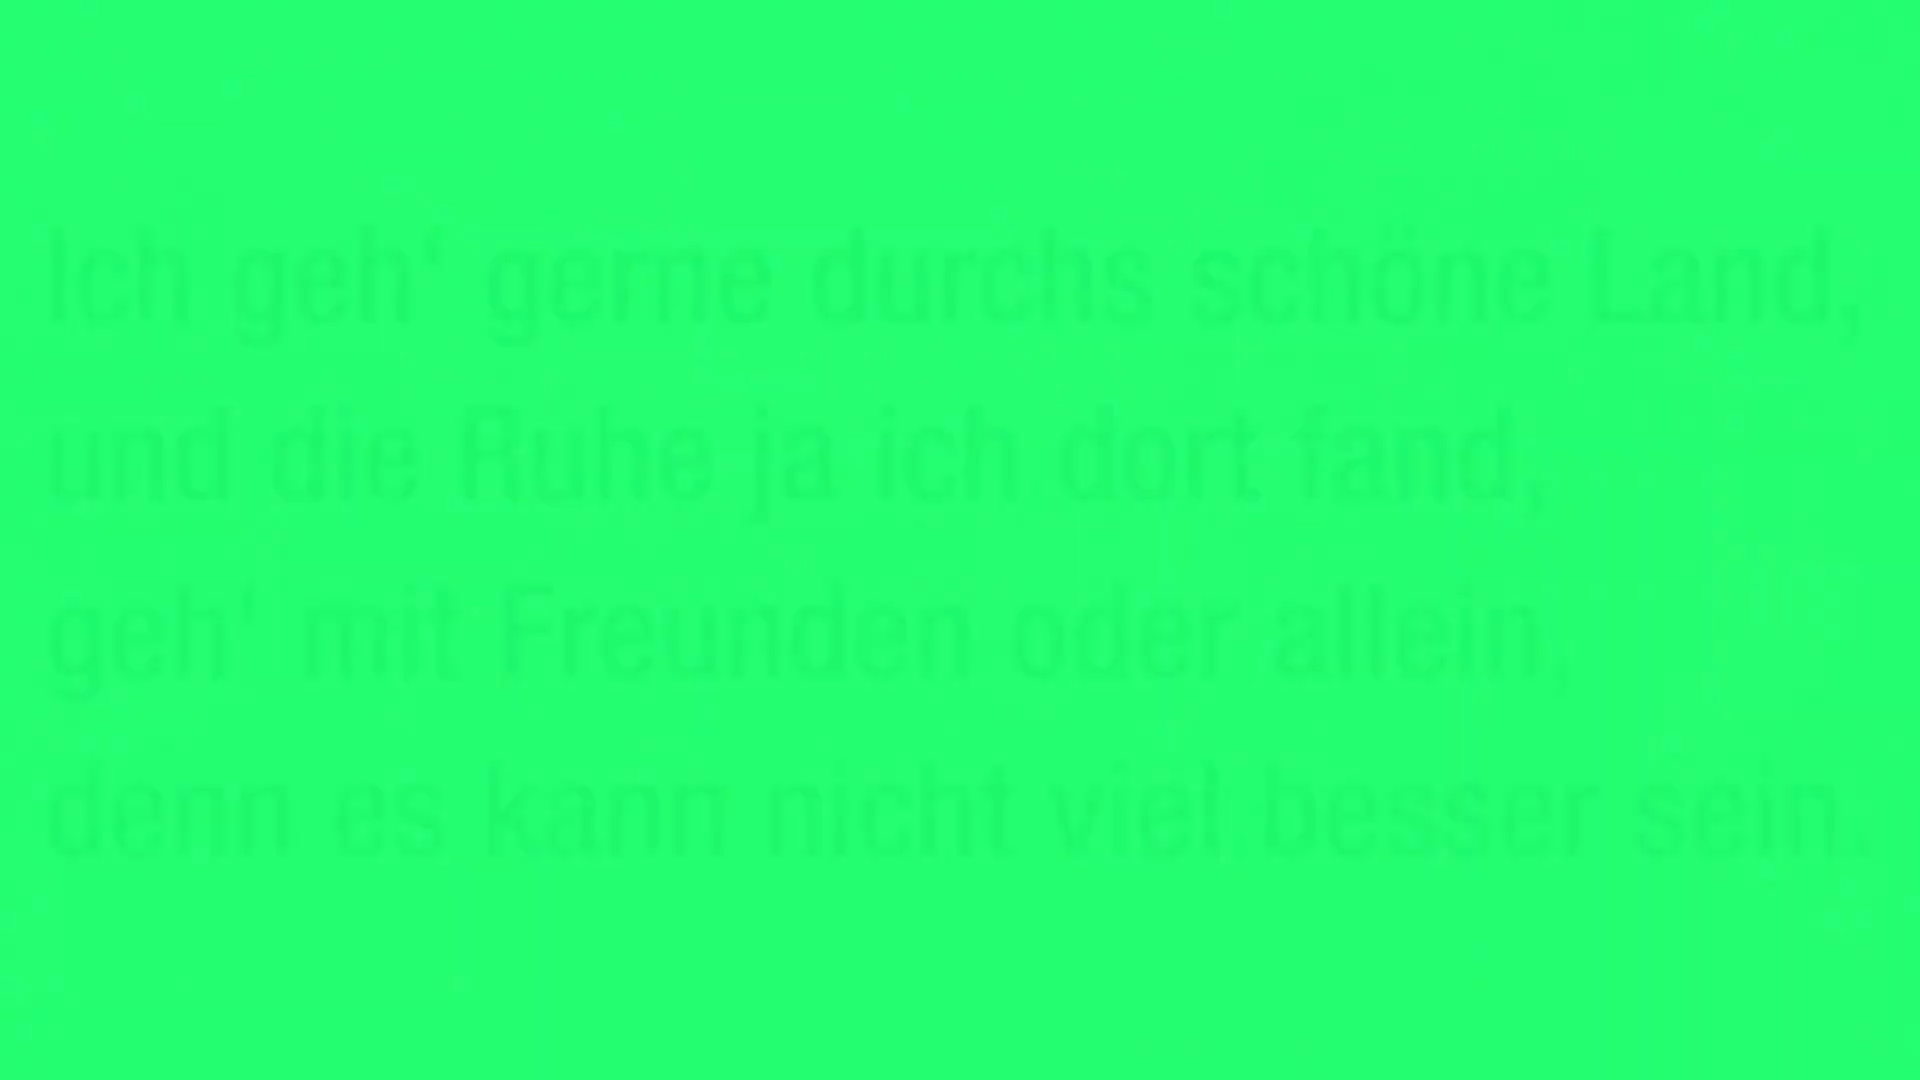 Ich geh‘ gerne durchs schöne Land,
und die Ruhe ja ich dort fand,
geh' mit Freunden oder allein,
denn es kann nicht viel besser sein.